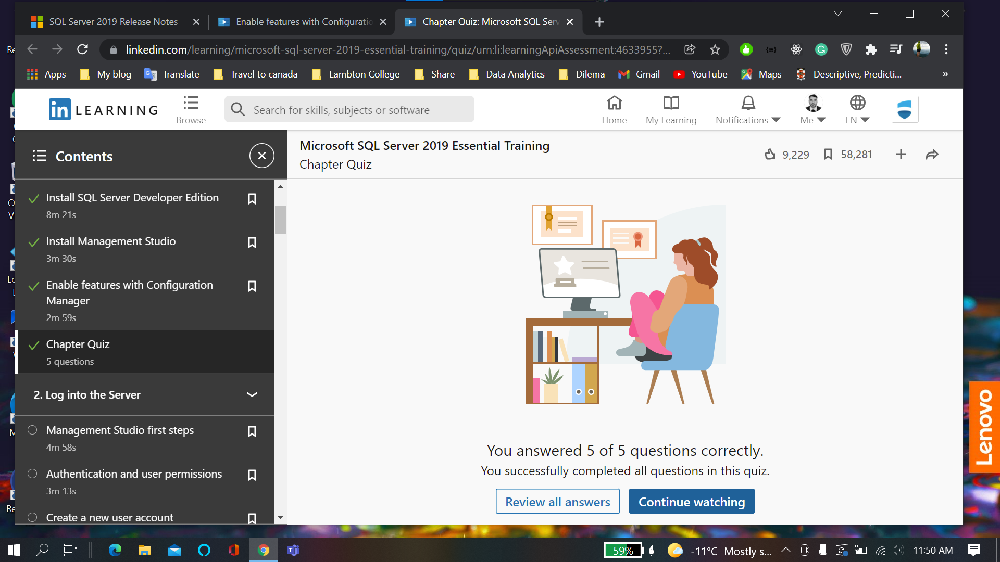 SQL Server 2019 Release Notes -
Enable features with Configuratio
Chapter Quiz: Microsoft SQL Serv
linkedin.com/learning/microsoft-sql-server-2019-essential-training/quiz/urn:li:learningApiAssessment:4633955?...
Apps
My blog
Translate
Travel to canada
Lambton College
Share
Data Analytics
Dilema
Gmail
YouTube
Maps
Descriptive, Predicti...
»
in LEARNING
Browse
Search for skills, subjects or software
Home
My Learning
Notifications
Me
EN
Contents
Microsoft SQL Server 2019 Essential Training
Chapter Quiz
9,229
58,281
Install SQL Server Developer Edition
8m 21s
Install Management Studio
3m 30s
Enable features with Configuration
Manager
2m 59s
Chapter Quiz
5 questions
2. Log into the Server
Management Studio first steps
4m 58s
Authentication and user permissions
3m 13s
Create a new user account
You answered 5 of 5 questions correctly.
You successfully completed all questions in this quiz.
Review all answers
Continue watching
Lenovo
59%
-11°C Mostly s...
11:50 AM